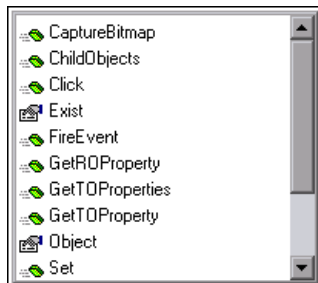 CaptureBitmap
ChildObjects
Click
Exist
FireEvent
GetROProperty
GetTOProperties
GetTOProperty
Object
Set